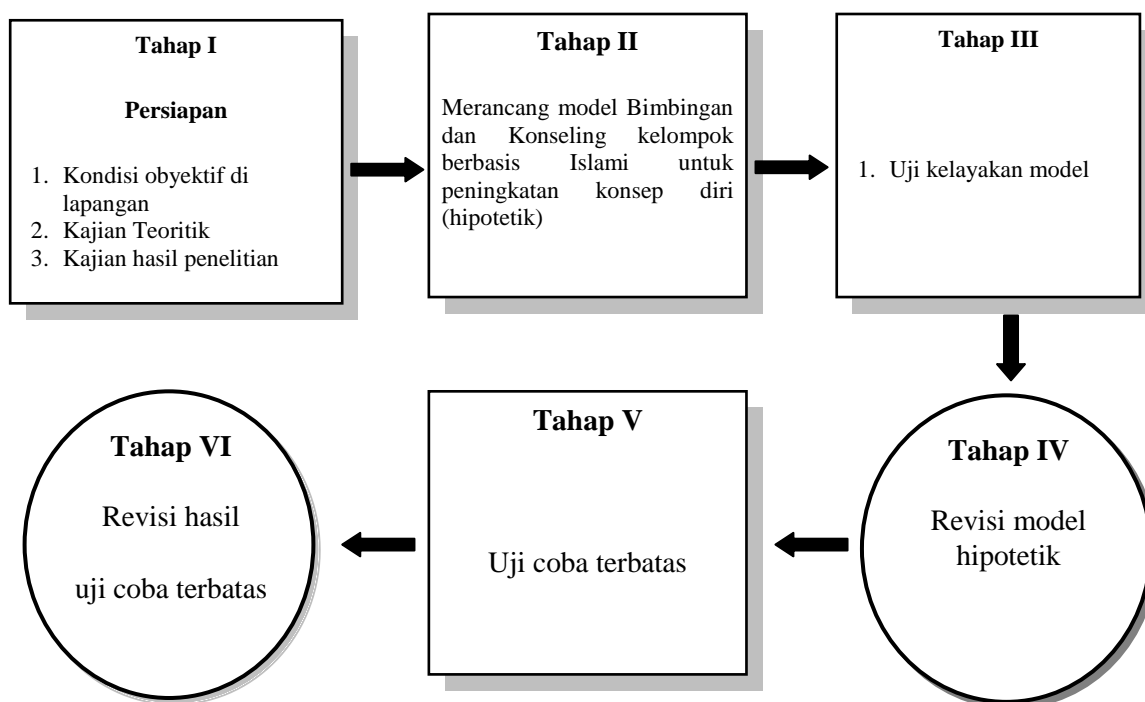 Tahap I
Persiapan
1. Kondisi obyektif di
lapangan
2. Kajian Teoritik
3. Kajian hasil penelitian
Tahap II
Merancang model Bimbingan
dan Konseling kelompok
berbasis Islami untuk
peningkatan konsep diri
(hipotetik)
Tahap III
1. Uji kelayakan model
Tahap IV
Revisi model
hipotetik
Tahap V
Uji coba terbatas
Tahap VI
Revisi hasil
uji coba terbatas